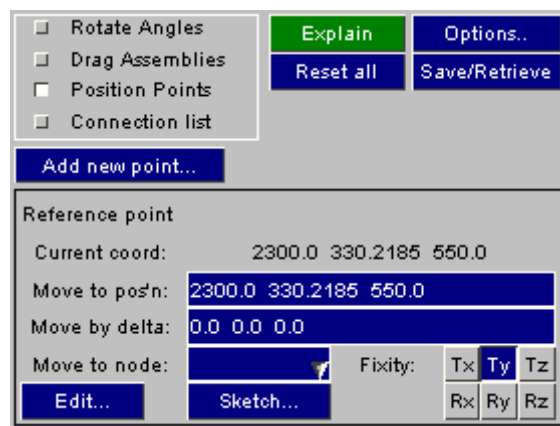 Rotate Angles
Drag Assemblies
Position Points
Connection list
Explain Options..
Reset all Save/Retrieve
Add new point...
Reference point
Current coord: 2300.0 330.2185 550.0
Move to pos'n: 2300.0 330.2185 550.0
Move by delta: 0.0 0.0 0.0
Move to node: Fixity: Tx Ty Tz
Edit... Sketch... Rx Ry Rz